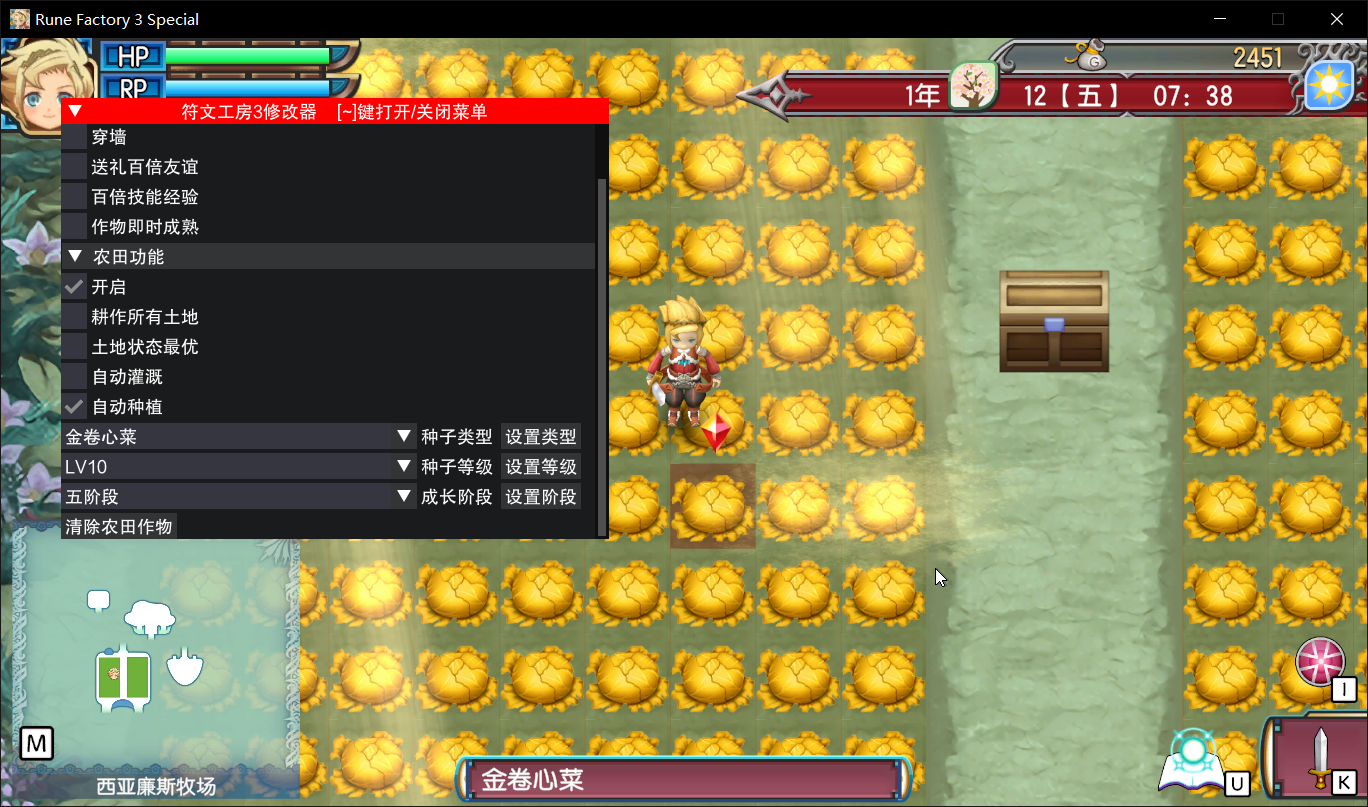 Rune Factory 3 Special
HP
RP
2451
G
1年 12【五】 07: 38
符文工房3修改器 [~]键打开/关闭菜单
穿墙
送礼百倍友谊
百倍技能经验
作物即时成熟
农田功能
开启
耕作所有土地
土地状态最优
自动灌溉
自动种植
金卷心菜 种子类型 设置类型
LV10 种子等级 设置等级
五阶段 成长阶段 设置阶段
清除农田作物
I
M
西亚廉斯牧场
金卷心菜
U
K